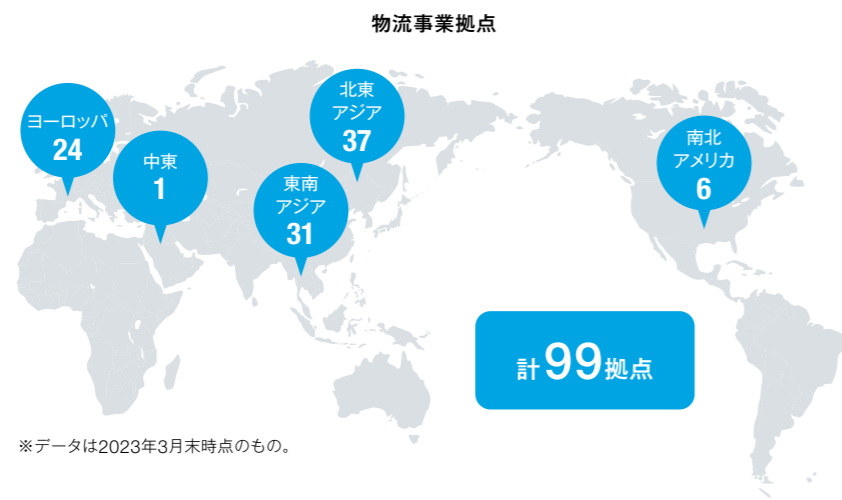 物流事業拠点
ヨーロッパ
24
中東
1
北東
アジア
37
東南
アジア
31
南北
アメリカ
6
計99拠点
※データは2023年3月末時点のもの。